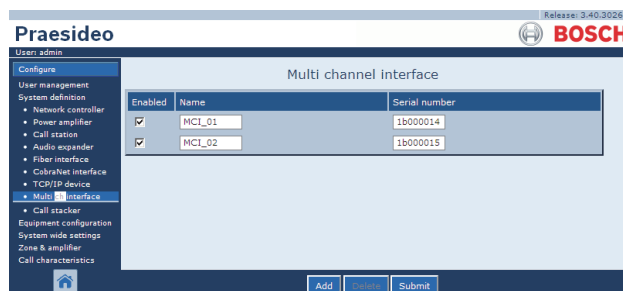 Release: 3.40.3026
Praesideo
BOSCH
User: admin
Configure
User management
System definition
• Network controller
• Power amplifier
• Call station
• Audio expander
• Fiber interface
• CobraNet interface
• TCP/IP device
• Multi ch interface
• Call stacker
Equipment configuration
System wide settings
Zone & amplifier
Call characteristics
Multi channel interface
Enabled Name Serial number
MCI_01 1b000014
MCI_02 1b000015
Add Delete Submit